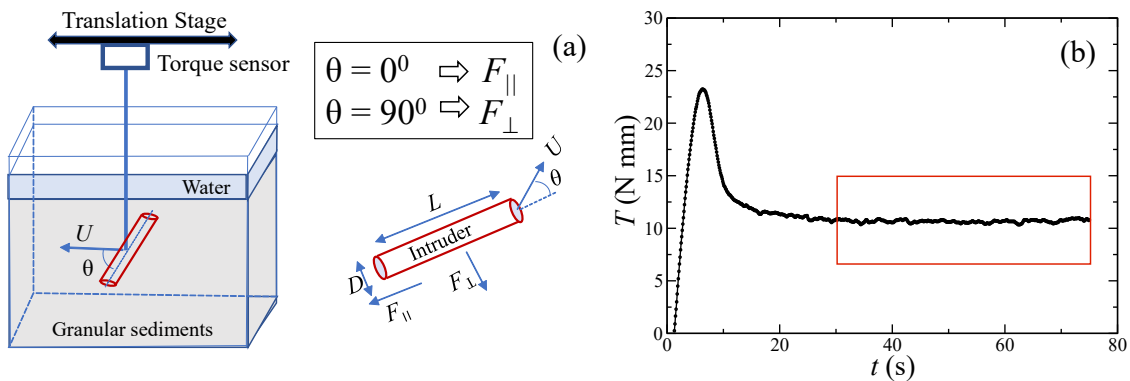 Translation Stage
Torque sensor
Water
U
θ
Granular sediments
(a)
θ = 0⁰ ⇨ F||
θ = 90⁰ ⇨ F⊥
U
θ
L
Intruder
D
F||
F⊥
(b)
30
25
20
15
10
5
0
T (N mm)
0 20 40 60 80
t (s)